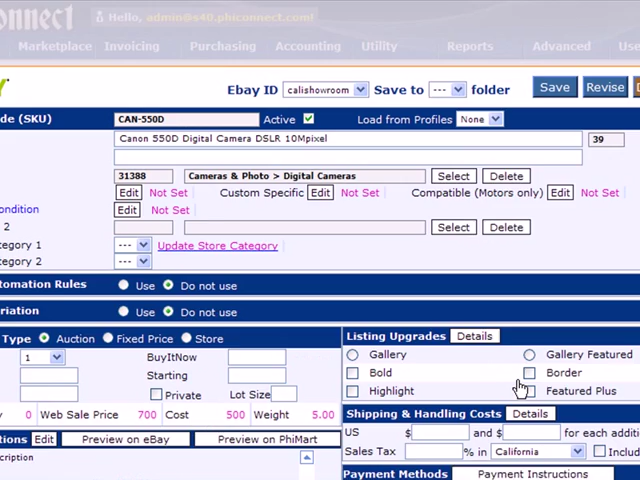 onnect Hello, admin@s40.phiconnect.com!
Marketplace Invoicing Purchasing Accounting Utility Reports Advanced Use
Y Ebay ID calishowroom Save to --- folder Save Revise
de (SKU) CAN-550D Active Load from Profiles None
Canon 550D Digital Camera DSLR 10Mpixel 39
31388 Cameras & Photo > Digital Cameras Select Delete
Edit Not Set Custom Specific Edit Not Set Compatible (Motors only) Edit Not Set
ondition Edit Not Set
2 Select Delete
tegory 1 --- Update Store Category
tegory 2 ---
tomation Rules Use Do not use
riation Use Do not use
Type Auction Fixed Price Store Listing Upgrades Details
1 BuyItNow Gallery Gallery Featured
Starting Bold Border
Private Lot Size Highlight Featured Plus
y 0 Web Sale Price 700 Cost 500 Weight 5.00 Shipping & Handling Costs Details
tions Edit Preview on eBay Preview on PhiMart US $ and $ for each additi
scription Sales Tax % in California Includ
Payment Methods Payment Instructions